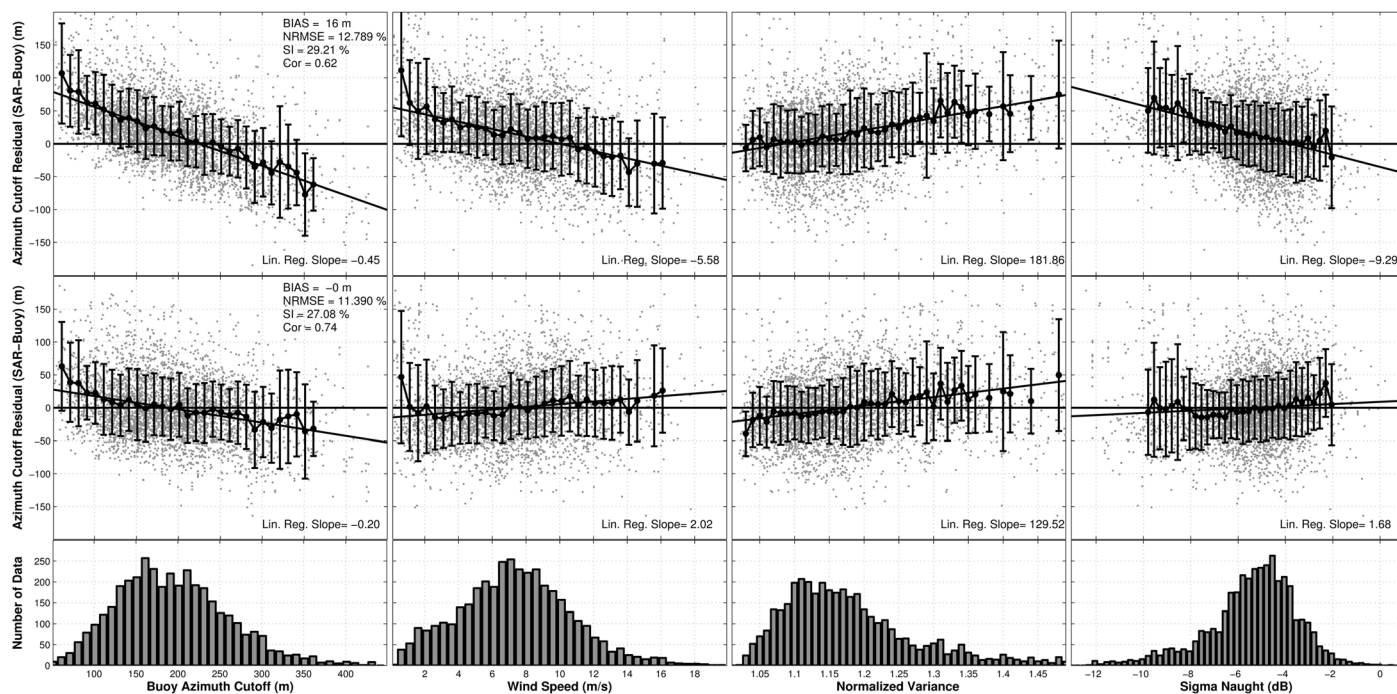 Azimuth Cutoff Residual (SAR-Buoy) (m)
150
100
50
0
−50
−100
−150
BIAS = 16 m
NRMSE = 12.789 %
SI = 29.21 %
Cor = 0.62
Lin. Reg. Slope= −0.45
Lin. Reg. Slope= −5.58
Lin. Reg. Slope= 181.86
Lin. Reg. Slope= −9.29
Azimuth Cutoff Residual (SAR-Buoy) (m)
150
100
50
0
−50
−100
−150
BIAS = −0 m
NRMSE = 11.390 %
SI = 27.08 %
Cor = 0.74
Lin. Reg. Slope= −0.20
Lin. Reg. Slope= 2.02
Lin. Reg. Slope= 129.52
Lin. Reg. Slope= 1.68
Number of Data
250
200
150
100
50
0
100 150 200 250 300 350 400
2 4 6 8 10 12 14 16 18
1.05 1.1 1.15 1.2 1.25 1.3 1.35 1.4 1.45
−12 −10 −8 −6 −4 −2 0
Buoy Azimuth Cutoff (m)
Wind Speed (m/s)
Normalized Variance
Sigma Naught (dB)